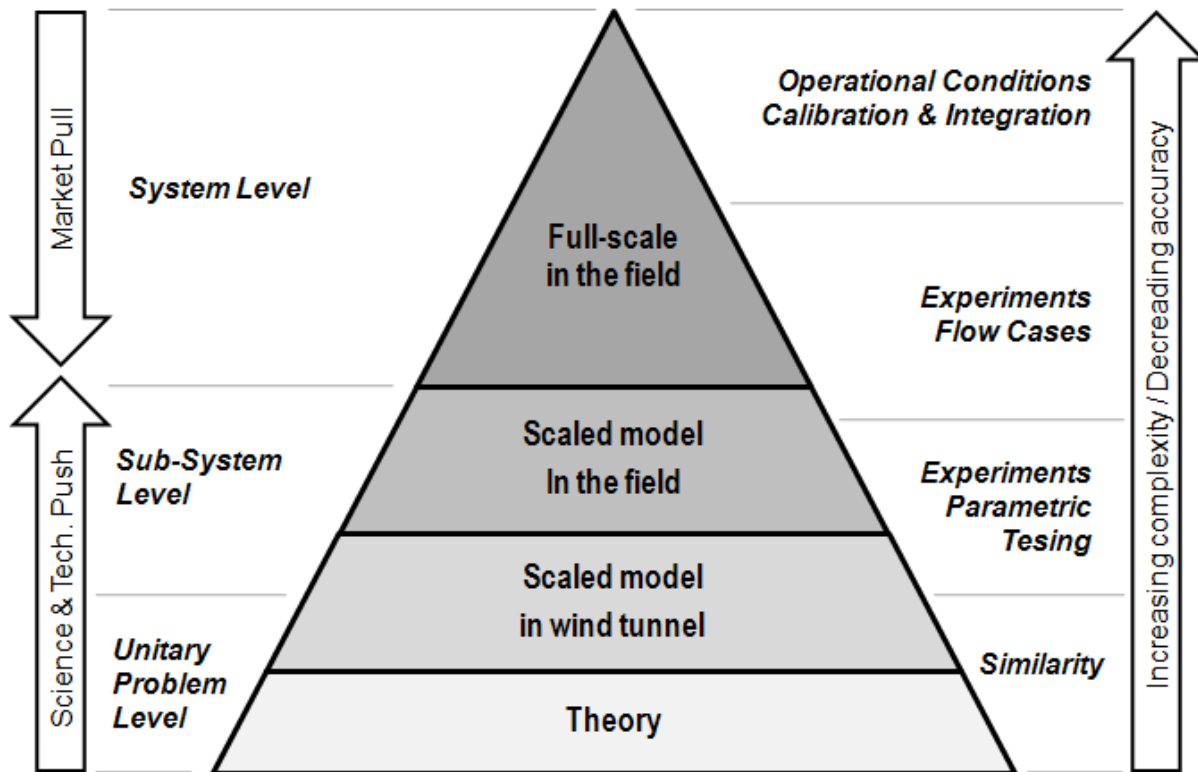 Market Pull
Science & Tech. Push
System Level
Sub-System
Level
Unitary
Problem
Level
Full-scale
in the field
Scaled model
In the field
Scaled model
in wind tunnel
Theory
Operational Conditions
Calibration & Integration
Experiments
Flow Cases
Experiments
Parametric
Tesing
Similarity
Increasing complexity / Decreading accuracy